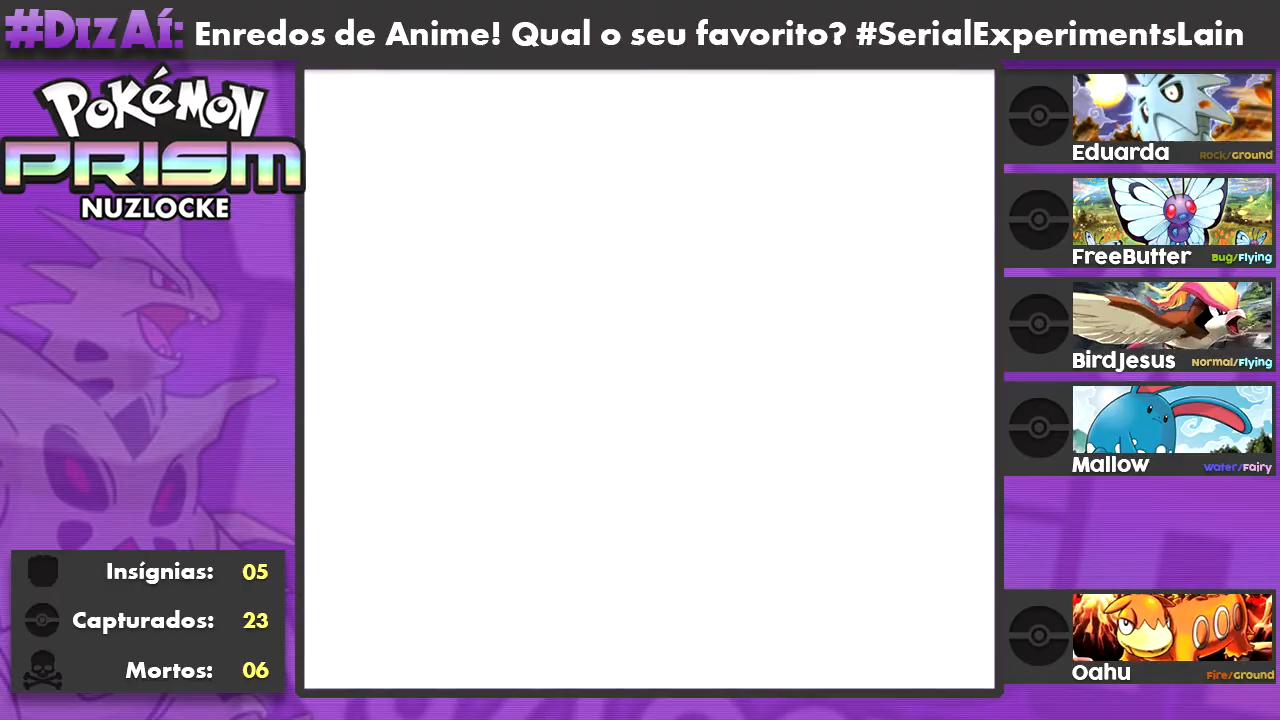 #DizAí: Enredos de Anime! Qual o seu favorito? #SerialExperimentsLain
POKéMON
PRISM
NUZLOCKE
Insígnias: 05
Capturados: 23
Mortos: 06
Eduarda Rock/Ground
FreeButter Bug/Flying
BirdJesus Normal/Flying
Mallow Water/Fairy
Oahu Fire/Ground